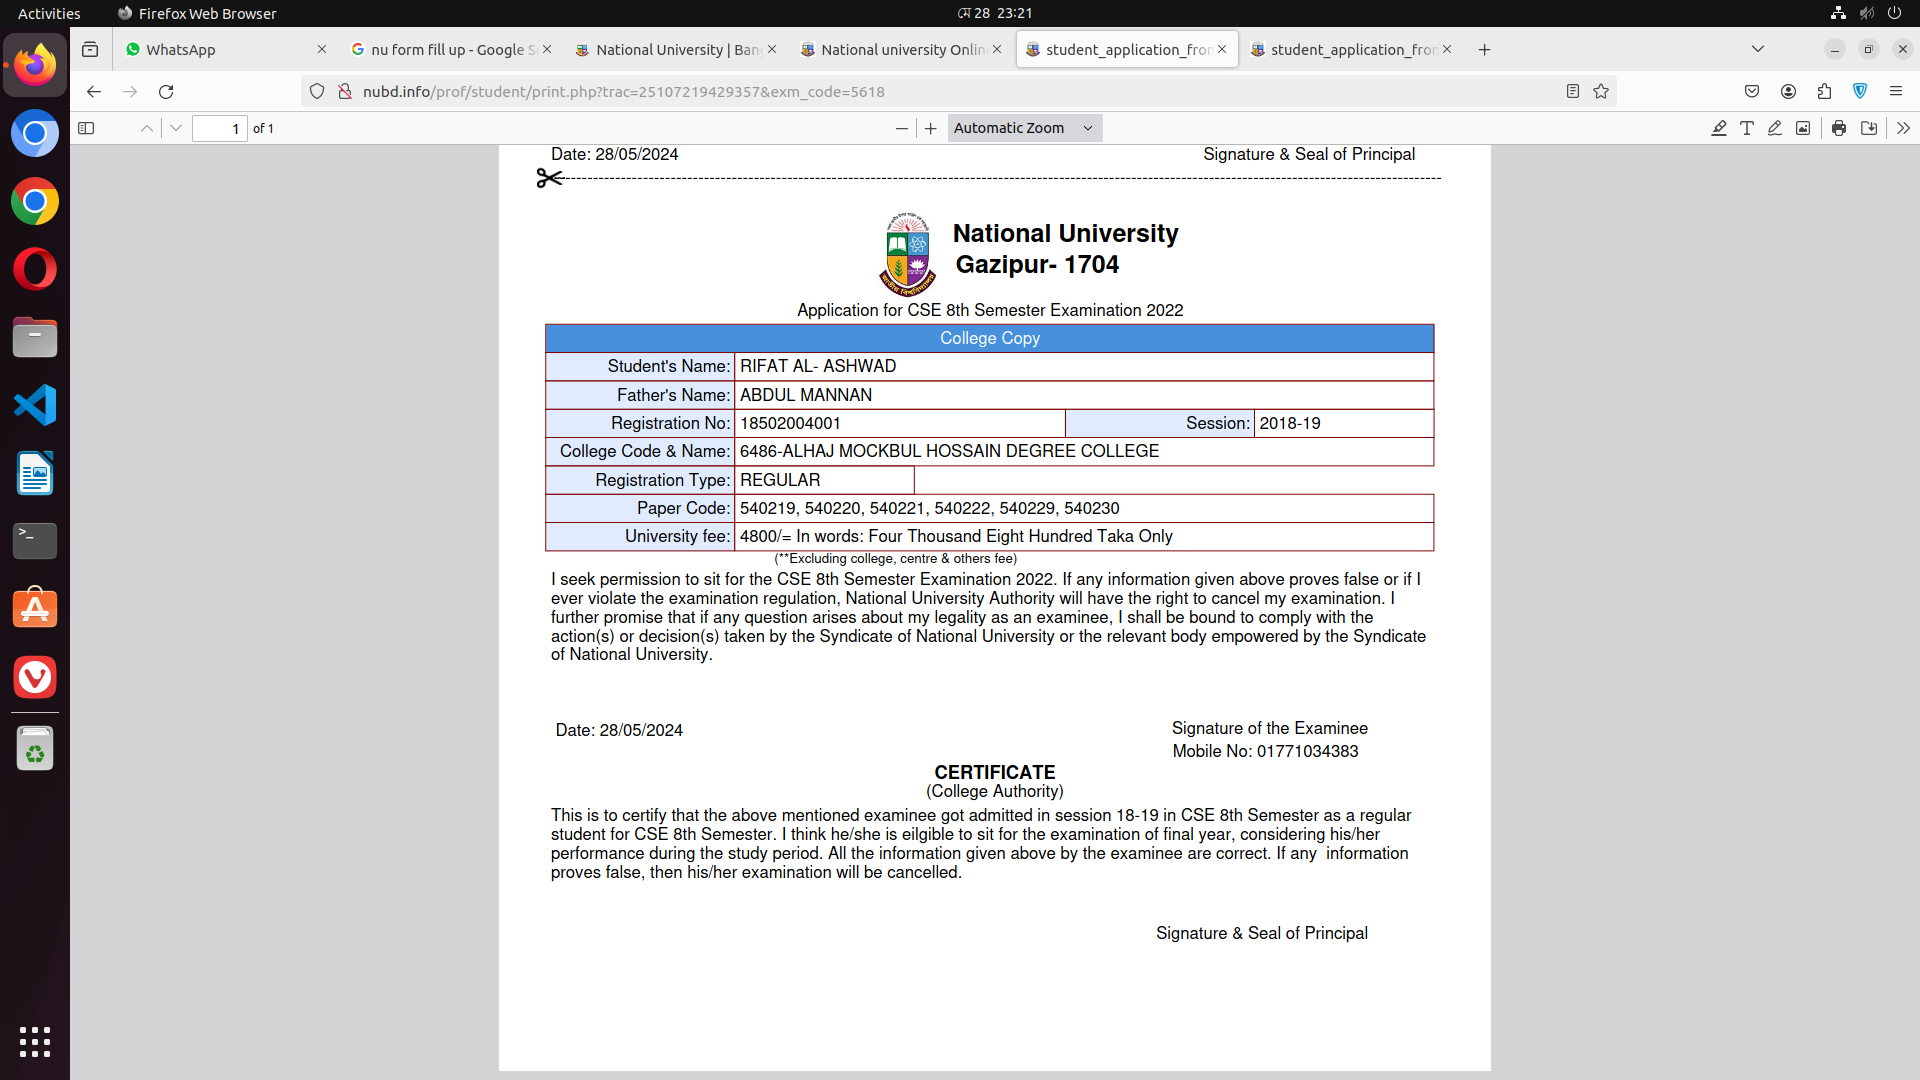 Activities
Firefox Web Browser
মে 28 23:21
WhatsApp
nu form fill up - Google S
National University | Ban
National university Onlin
student_application_fron
student_application_fron
nubd.info/prof/student/print.php?trac=25107219429357&exm_code=5618
1 of 1
Automatic Zoom
Date: 28/05/2024
Signature & Seal of Principal
National University
Gazipur- 1704
Application for CSE 8th Semester Examination 2022
College Copy
Student's Name: RIFAT AL- ASHWAD
Father's Name: ABDUL MANNAN
Registration No: 18502004001 Session: 2018-19
College Code & Name: 6486-ALHAJ MOCKBUL HOSSAIN DEGREE COLLEGE
Registration Type: REGULAR
Paper Code: 540219, 540220, 540221, 540222, 540229, 540230
University fee: 4800/= In words: Four Thousand Eight Hundred Taka Only
(**Excluding college, centre & others fee)
I seek permission to sit for the CSE 8th Semester Examination 2022. If any information given above proves false or if I
ever violate the examination regulation, National University Authority will have the right to cancel my examination. I
further promise that if any question arises about my legality as an examinee, I shall be bound to comply with the
action(s) or decision(s) taken by the Syndicate of National University or the relevant body empowered by the Syndicate
of National University.
Date: 28/05/2024
Signature of the Examinee
Mobile No: 01771034383
CERTIFICATE
(College Authority)
This is to certify that the above mentioned examinee got admitted in session 18-19 in CSE 8th Semester as a regular
student for CSE 8th Semester. I think he/she is eilgible to sit for the examination of final year, considering his/her
performance during the study period. All the information given above by the examinee are correct. If any  information
proves false, then his/her examination will be cancelled.
Signature & Seal of Principal